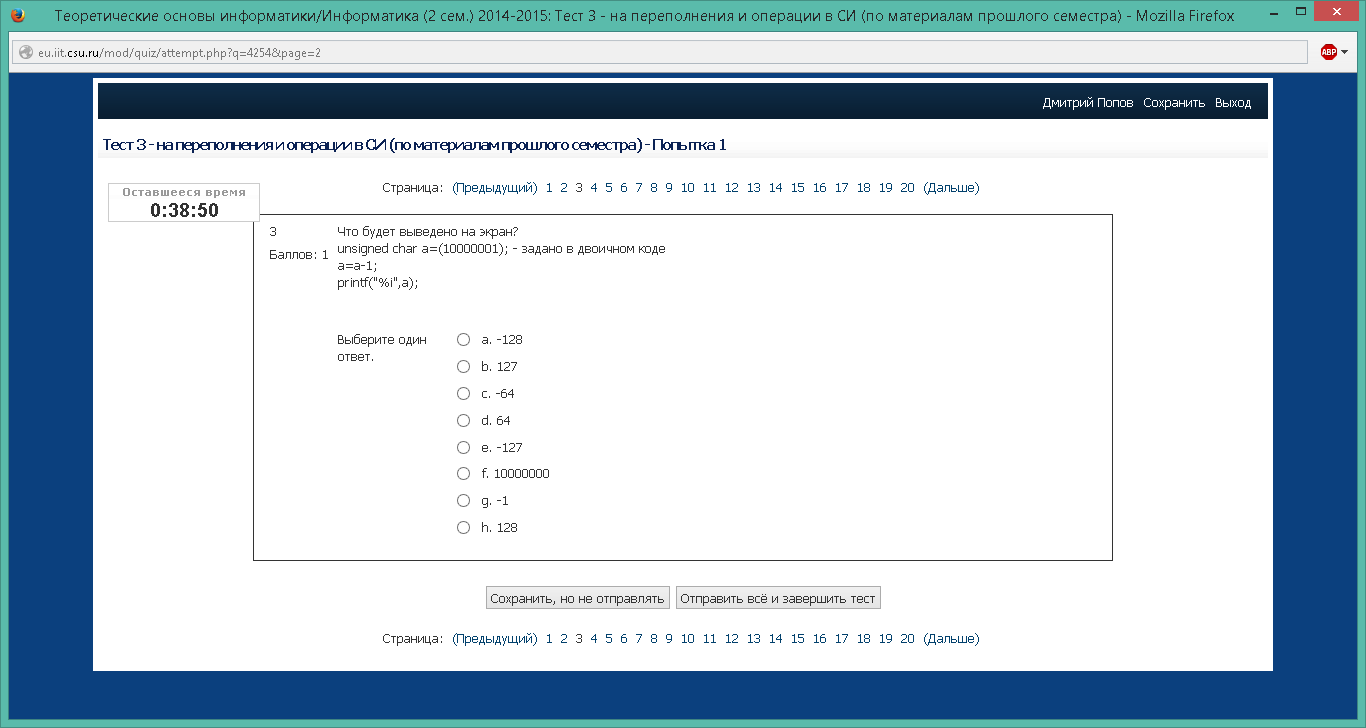 Теоретические основы информатики/Информатика (2 сем.) 2014-2015: Тест 3 - на переполнения и операции в СИ (по материалам прошлого семестра) - Mozilla Firefox
eu.iit.csu.ru/mod/quiz/attempt.php?q=4254&page=2
ABP
Дмитрий Попов Сохранить Выход
Тест 3 - на переполнения и операции в СИ (по материалам прошлого семестра) - Попытка 1
Оставшееся время
0:38:50
Страница: (Предыдущий) 1 2 3 4 5 6 7 8 9 10 11 12 13 14 15 16 17 18 19 20 (Дальше)
3
Баллов: 1
Что будет выведено на экран?
unsigned char a=(10000001); - задано в двоичном коде
a=a-1;
printf("%i",a);
Выберите один
ответ.
a. -128
b. 127
c. -64
d. 64
e. -127
f. 10000000
g. -1
h. 128
Сохранить, но не отправлять Отправить всё и завершить тест
Страница: (Предыдущий) 1 2 3 4 5 6 7 8 9 10 11 12 13 14 15 16 17 18 19 20 (Дальше)